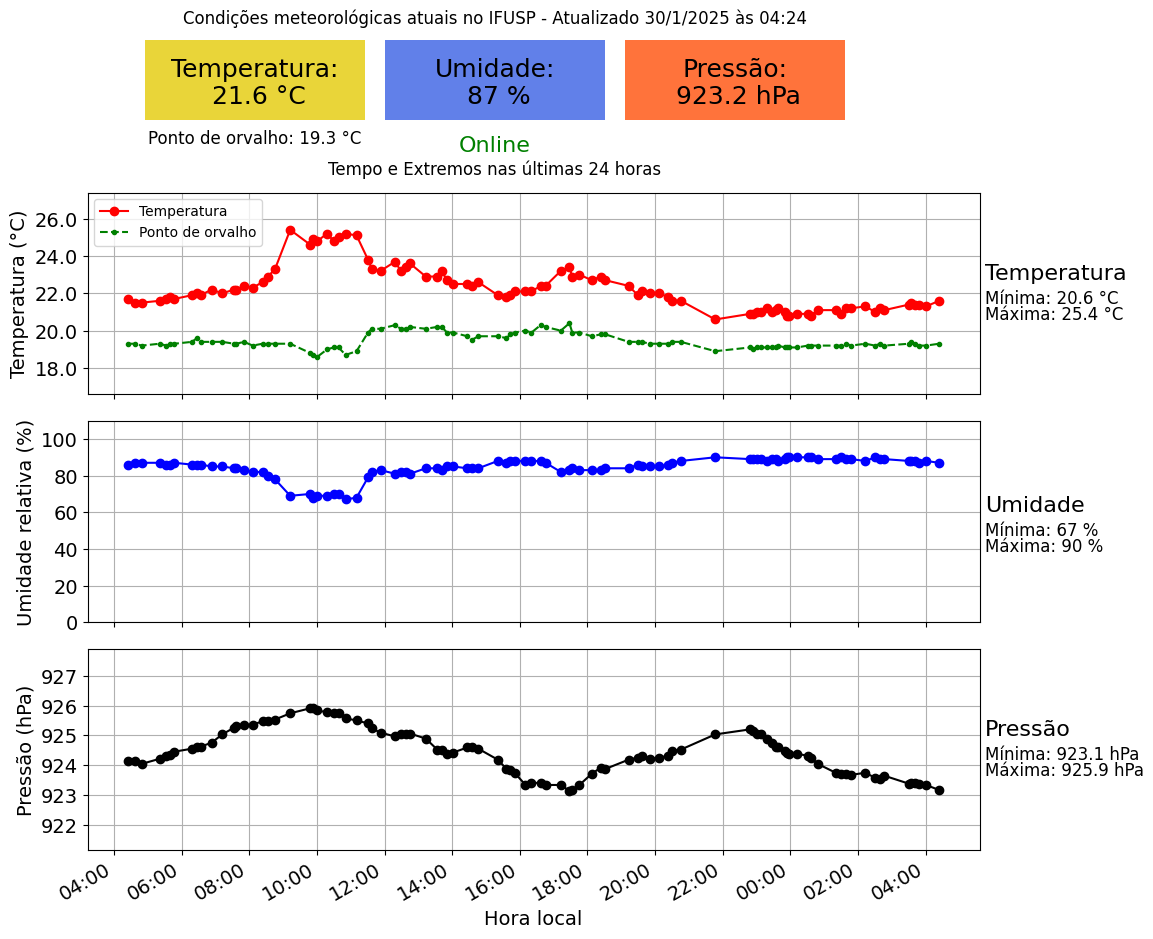 Condições meteorológicas atuais no IFUSP - Atualizado 30/1/2025 às 04:24
Temperatura:
21.6 °C
Umidade:
87 %
Pressão:
923.2 hPa
Ponto de orvalho: 19.3 °C
Online
Tempo e Extremos nas últimas 24 horas
Temperatura (°C)
26.0
24.0
22.0
20.0
18.0
Temperatura
Ponto de orvalho
Temperatura
Mínima: 20.6 °C
Máxima: 25.4 °C
Umidade relativa (%)
100
80
60
40
20
0
Umidade
Mínima: 67 %
Máxima: 90 %
Pressão (hPa)
927
926
925
924
923
922
Pressão
Mínima: 923.1 hPa
Máxima: 925.9 hPa
04:00
06:00
08:00
10:00
12:00
14:00
16:00
18:00
20:00
22:00
00:00
02:00
04:00
Hora local